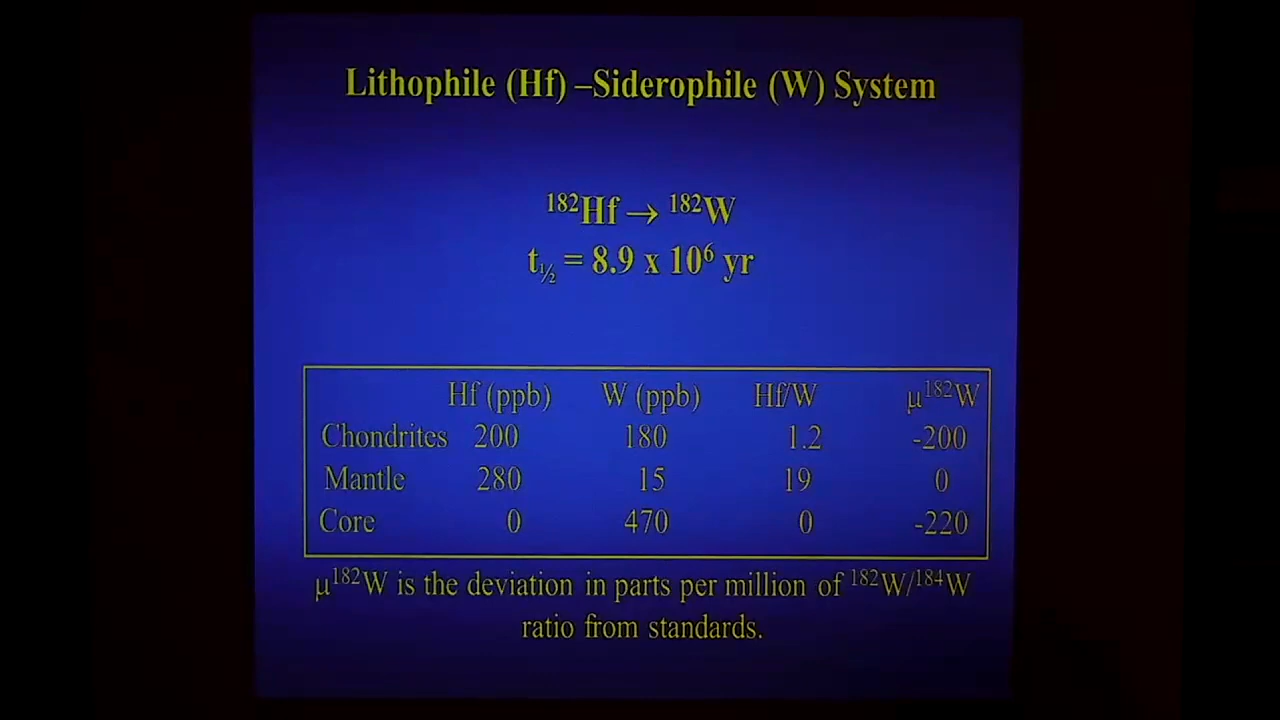 Lithophile (Hf) –Siderophile (W) System
¹⁸²Hf → ¹⁸²W
t½ = 8.9 x 10⁶ yr
Hf (ppb) W (ppb) Hf/W μ¹⁸²W
Chondrites 200 180 1.2 -200
Mantle 280 15 19 0
Core 0 470 0 -220
μ¹⁸²W is the deviation in parts per million of ¹⁸²W/¹⁸⁴W
ratio from standards.